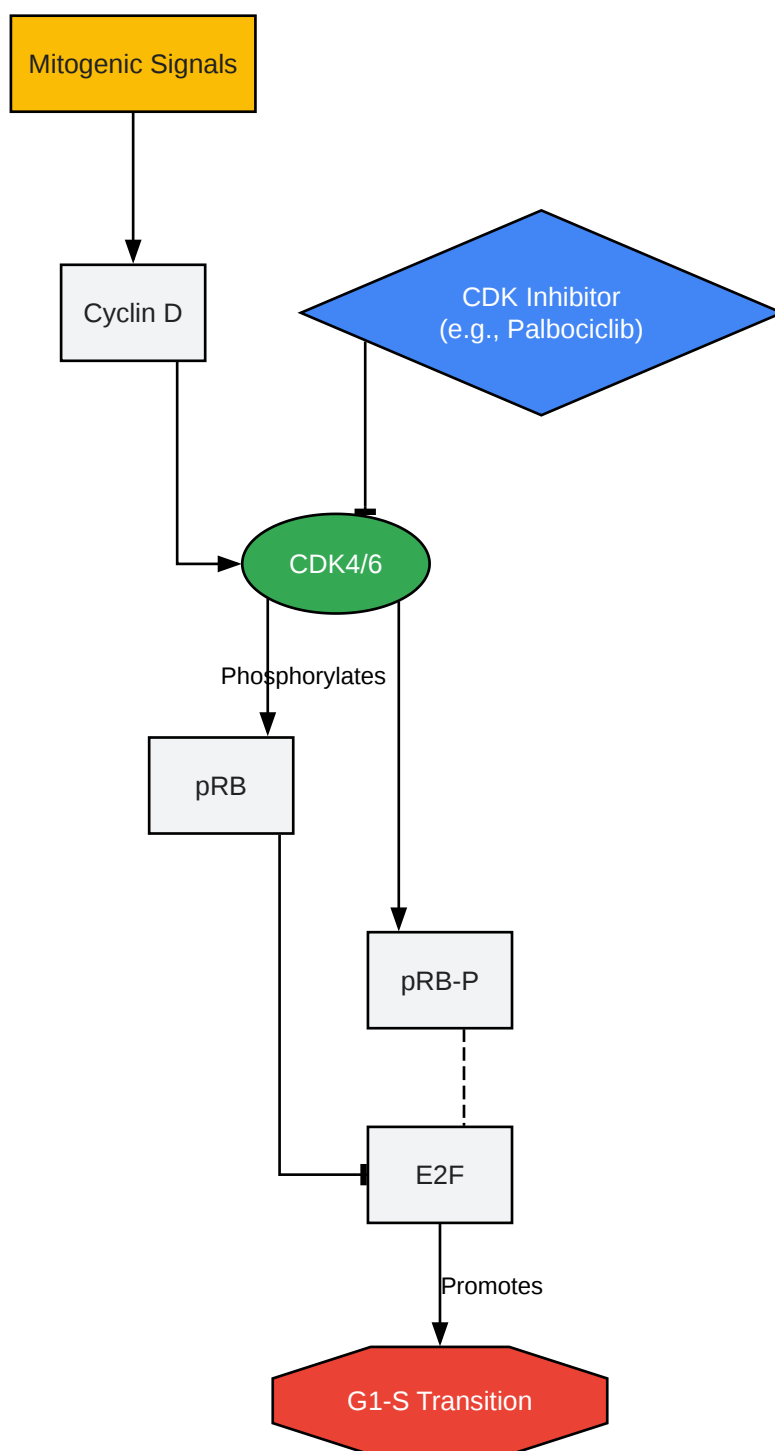 Mitogenic Signals
Cyclin D
CDK Inhibitor
(e.g., Palbociclib)
CDK4/6
Phosphorylates
pRB
pRB-P
E2F
Promotes
G1-S Transition